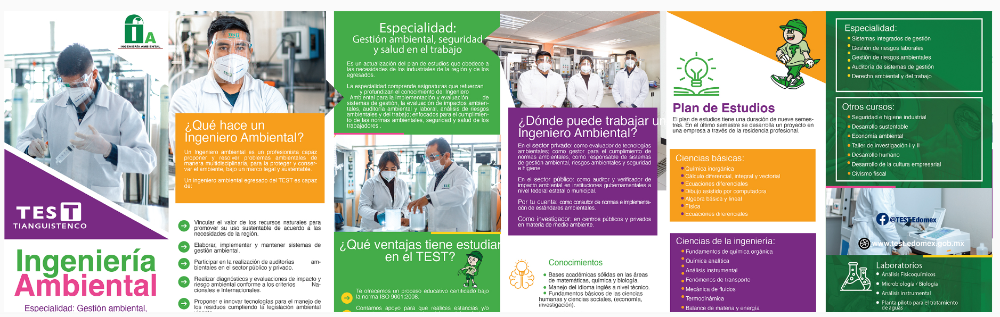 INGENIERÍA AMBIENTAL
TEST
TIANGUISTENCO
Ingeniería
Ambiental
Especialidad: Gestión ambiental,
TEST
¿Qué hace un
Ingeniero Ambiental?
Un Ingeniero ambiental es un profesionista capaz
proponer y resolver problemas ambientales de
manera multidisciplinaria, para la proteger y conser-
var el ambiente, bajo un marco legal y sustentable.
Un ingeniero ambiental egresado del TEST es capaz
de:
Vincular el valor de los recursos naturales para
promover su uso sustentable de acuerdo a las
necesidades de la región.
Elaborar, implementar y mantener sistemas de
gestión ambiental.
Participar en la realización de auditorías am-
bientales en el sector público y privado.
Realizar diagnósticos y evaluaciones de impacto y
riesgo ambiental conforme a los criterios Na-
cionales e Internacionales.
Proponer e innovar tecnologías para el manejo de
los residuos cumpliendo la legislación ambiental
Especialidad:
Gestión ambiental, seguridad
y salud en el trabajo
Es un actualización del plan de estudios que obedece a
las necesidades de los industriales de la región y de los
egresados.
La especialidad comprende asignaturas que refuerzan
y profundizan el conocimiento del Ingeniero
Ambiental para la implementación y evaluación de
sistemas de gestión, la evaluación de impactos ambien-
tales, auditoría ambiental y laboral, análisis de riesgos
ambientales y del trabajo; enfocados para el cumplimien-
to de las normas ambientales, seguridad y salud de los
trabajadores .
¿Qué ventajas tiene estudiar
en el TEST?
Te ofrecemos un proceso educativo certificado bajo
la norma ISO 9001:2008.
Contamos apoyo para que realices estancias y/o
¿Dónde puede trabajar un
Ingeniero Ambiental?
En el sector privado: como evaluador de tecnologías
ambientales; como gestor para el cumplimiento de
normas ambientales; como responsable de sistemas
de gestión ambiental, riesgos ambientales y seguridad
e higiene.
En el sector público: como auditor y verificador de
impacto ambiental en instituciones gubernamentales a
nivel federal estatal o municipal.
Por tu cuenta: como consultor de normas e implementa-
ción de estándares ambientales.
Como investigador: en centros públicos y privados
en materia de medio ambiente.
Conocimientos
Bases académicas sólidas en las áreas
de matemáticas, química y biología.
Manejo del idioma inglés a nivel técnico.
Fundamentos básicos de las ciencias
humanas y ciencias sociales, (economía,
investigación).
Plan de Estudios
El plan de estudios tiene una duración de nueve semes-
tres. En el último semestre se desarrolla un proyecto en
una empresa a través de la residencia profesional.
Ciencias básicas:
Química inorgánica
Cálculo diferencial, integral y vectorial
Ecuaciones diferenciales
Dibujo asistido por computadora
Algebra básica y lineal
Física
Ecuaciones diferenciales
Ciencias de la ingeniería:
Fundamentos de química orgánica
Química analítica
Análisis instrumental
Fenómenos de transporte
Mecánica de fluidos
Termodinámica
Balance de materia y energía
Especialidad:
Sistemas integrados de gestión
Gestión de riesgos laborales
Gestión de riesgos ambientales
Auditoría de sistemas de gestión
Derecho ambiental y del trabajo
Otros cursos:
Seguridad e higiene industrial
Desarrollo sustentable
Economía ambiental
Taller de investigación I y II
Desarrollo humano
Desarrollo de la cultura empresarial
Civismo fiscal
@TESTEdomex
www.test.edomex.gob.mx
Laboratorios
Análisis Fisicoquímicos
Microbiología / Biología
Análisis instrumental
Planta piloto para el tratamiento
de aguas